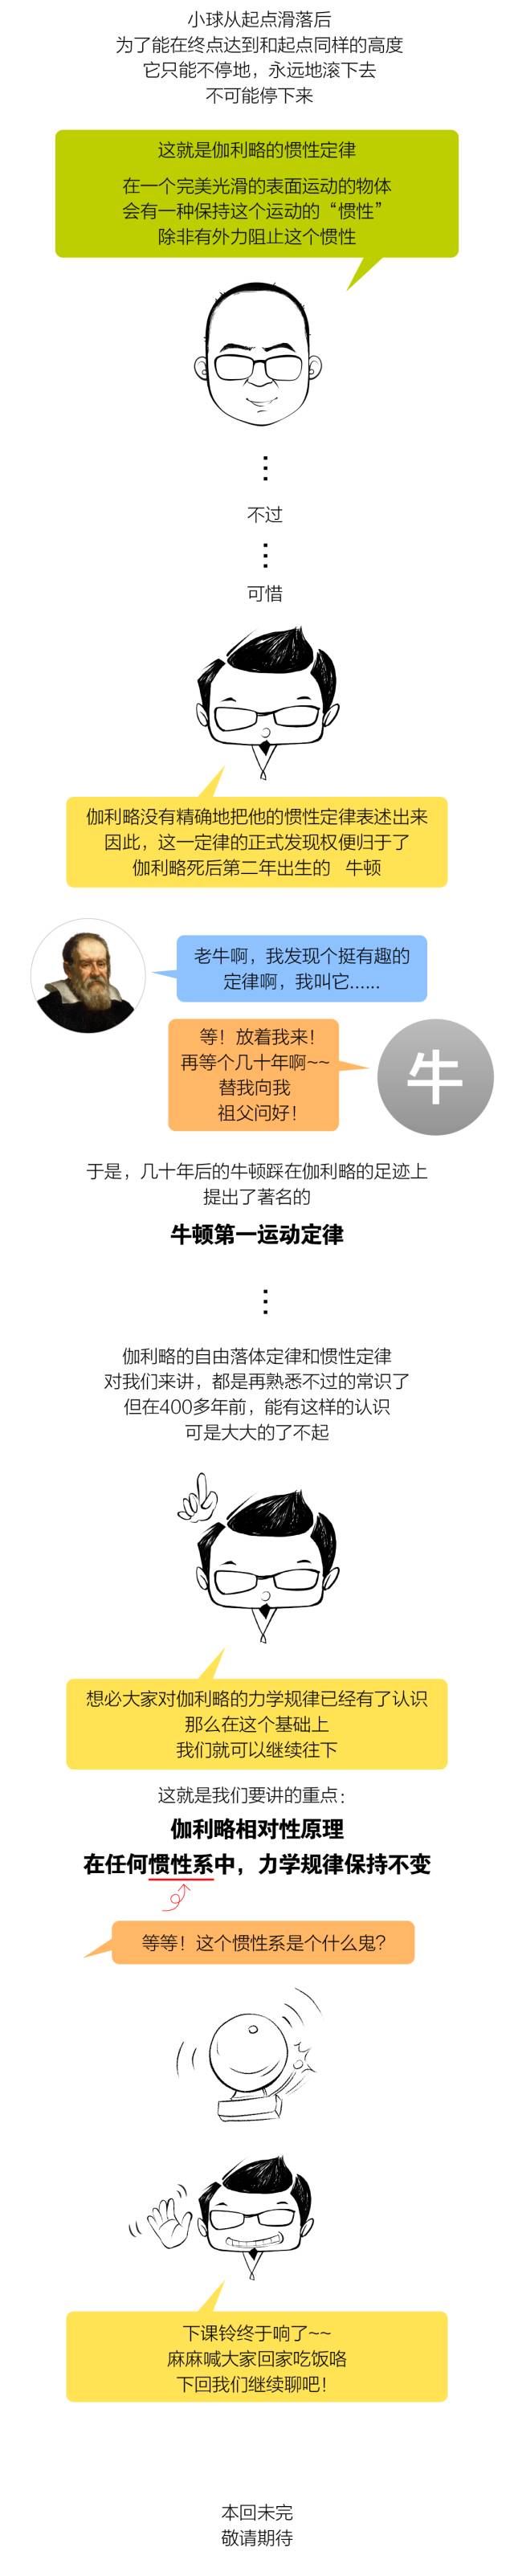 小球从起点滑落后
为了能在终点达到和起点同样的高度
它只能不停地，永远地滚下去
不可能停下来
这就是伽利略的惯性定律
在一个完美光滑的表面运动的物体
会有一种保持这个运动的“惯性”
除非有外力阻止这个惯性
不过
可惜
伽利略没有精确地把他的惯性定律表述出来
因此，这一定律的正式发现权便归于了
伽利略死后第二年出生的 牛顿
老牛啊，我发现个挺有趣的
定律啊，我叫它......
等！放着我来！
再等个几十年啊~~
替我向我
祖父问好！
牛
于是，几十年后的牛顿踩在伽利略的足迹上
提出了著名的
牛顿第一运动定律
伽利略的自由落体定律和惯性定律
对我们来讲，都是再熟悉不过的常识了
但在400多年前，能有这样的认识
可是大大的了不起
想必大家对伽利略的力学规律已经有了认识
那么在这个基础上
我们就可以继续往下
这就是我们要讲的重点：
伽利略相对性原理
在任何惯性系中，力学规律保持不变
等等！这个惯性系是个什么鬼？
下课铃终于响了~~
麻麻喊大家回家吃饭咯
下回我们继续聊吧！
本回未完
敬请期待